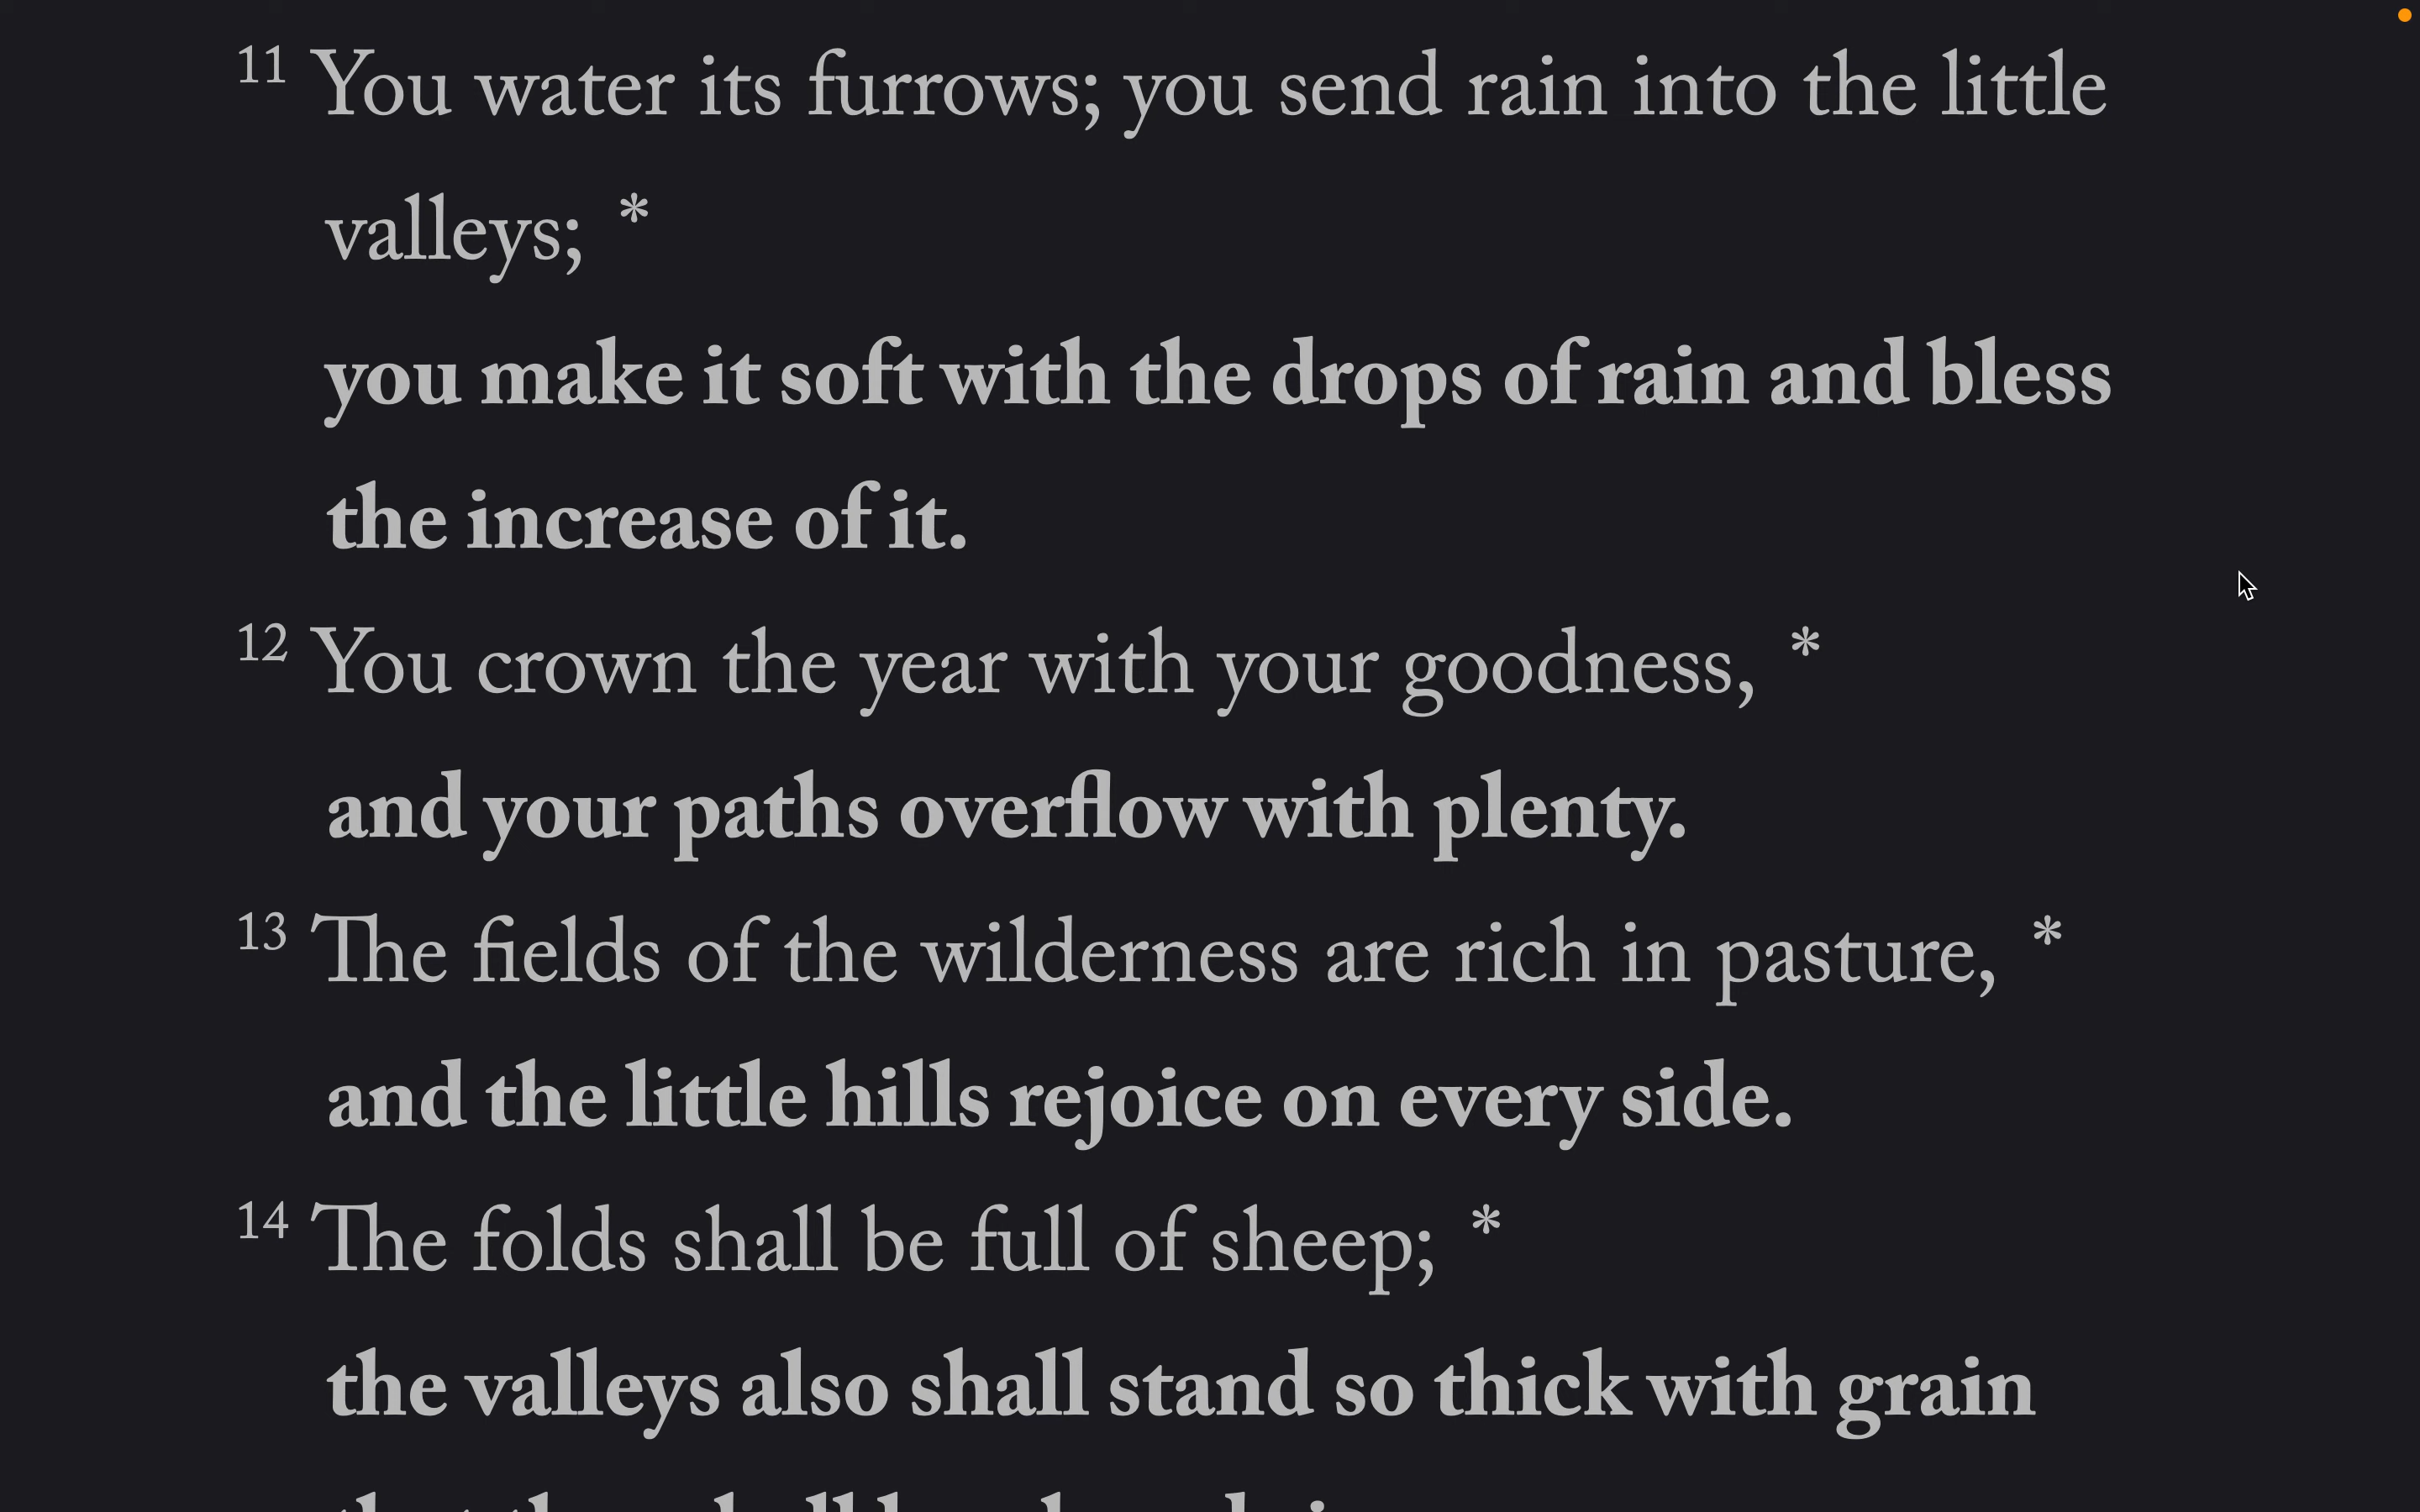 11 You water its furrows; you send rain into the little
valleys; *
you make it soft with the drops of rain and bless
the increase of it.
12 You crown the year with your goodness, *
and your paths overflow with plenty.
13 The fields of the wilderness are rich in pasture, *
and the little hills rejoice on every side.
14 The folds shall be full of sheep; *
the valleys also shall stand so thick with grain